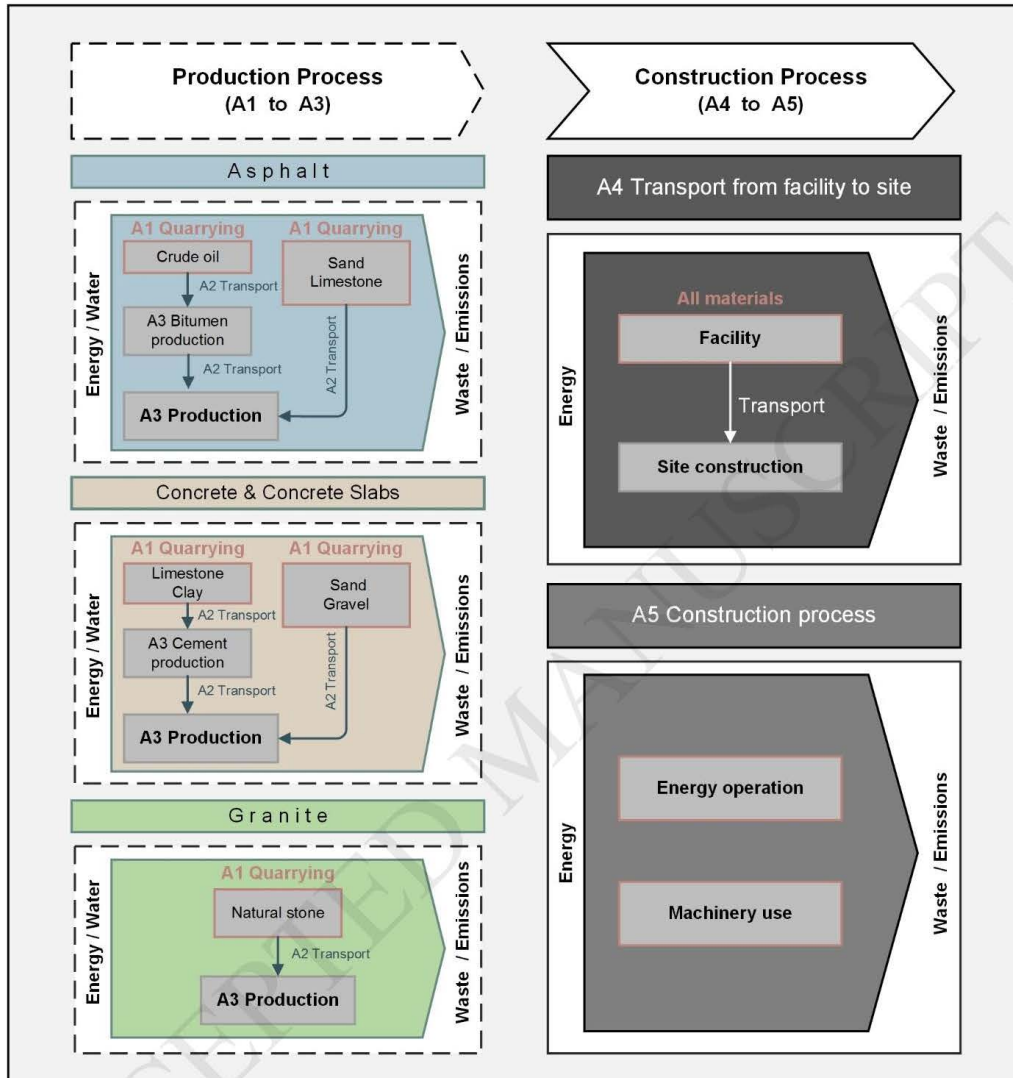 Production Process
(A1 to A3)
Asphalt
Energy / Water
A1 Quarrying
Crude oil
A2 Transport
A3 Bitumen
production
A2 Transport
A3 Production
A1 Quarrying
Sand
Limestone
A2 Transport
Waste / Emissions
Concrete & Concrete Slabs
Energy / Water
A1 Quarrying
Limestone
Clay
A2 Transport
A3 Cement
production
A2 Transport
A3 Production
A1 Quarrying
Sand
Gravel
A2 Transport
Waste / Emissions
Granite
Energy / Water
A1 Quarrying
Natural stone
A2 Transport
A3 Production
Waste / Emissions
Construction Process
(A4 to A5)
A4 Transport from facility to site
Energy
All materials
Facility
Transport
Site construction
Waste / Emissions
A5 Construction process
Energy
Energy operation
Machinery use
Waste / Emissions
CEPTED MANUSCRIPT